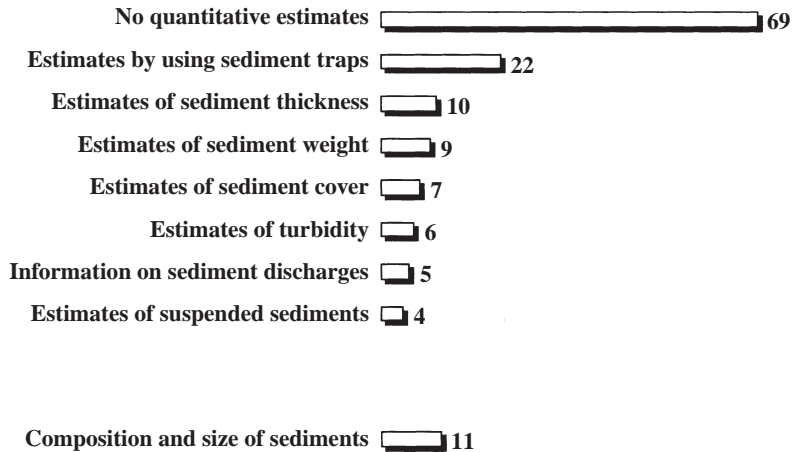 No quantitative estimates 69
Estimates by using sediment traps 22
Estimates of sediment thickness 10
Estimates of sediment weight 9
Estimates of sediment cover 7
Estimates of turbidity 6
Information on sediment discharges 5
Estimates of suspended sediments 4
Composition and size of sediments 11